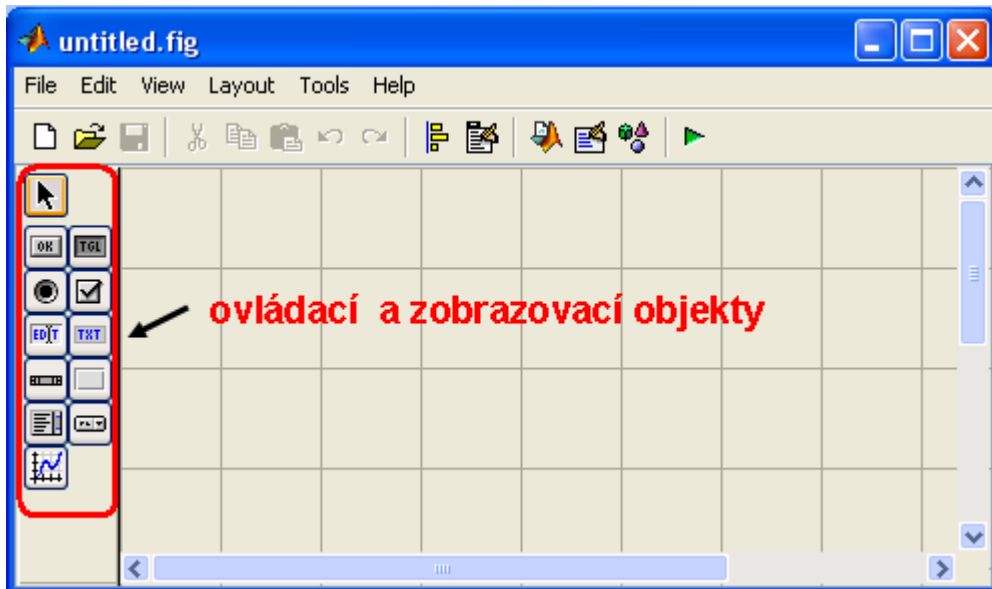 untitled.fig
File Edit View Layout Tools Help
OK TGL
ovládací a zobrazovací objekty
EDIT TXT